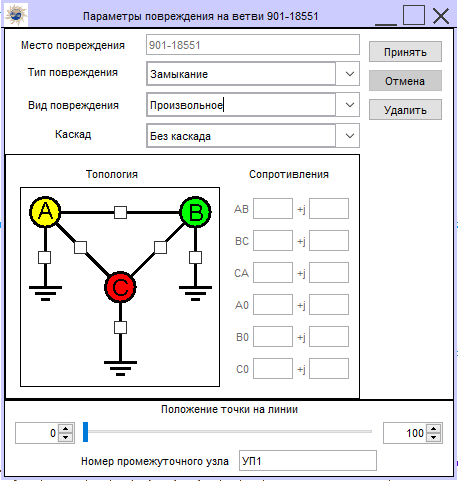 Параметры повреждения на ветви 901-18551
Место повреждения 901-18551 Принять
Тип повреждения Замыкание Отмена
Вид повреждения Произвольное Удалить
Каскад Без каскада
Топология Сопротивления
A B
C
AB +j
BC +j
CA +j
A0 +j
B0 +j
C0 +j
Положение точки на линии
0 100
Номер промежуточного узла УП1